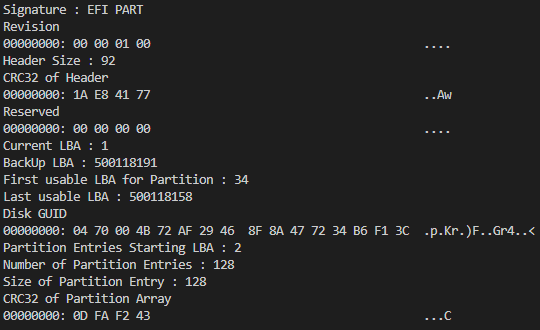 Signature : EFI PART
Revision
00000000: 00 00 01 00                                     ....
Header Size : 92
CRC32 of Header
00000000: 1A E8 41 77                                     ..Aw
Reserved
00000000: 00 00 00 00                                     ....
Current LBA : 1
BackUp LBA : 500118191
First usable LBA for Partition : 34
Last usable LBA : 500118158
Disk GUID
00000000: 04 70 00 4B 72 AF 29 46  8F 8A 47 72 34 B6 F1 3C  .p.Kr.)F..Gr4..<
Partition Entries Starting LBA : 2
Number of Partition Entries : 128
Size of Partition Entry : 128
CRC32 of Partition Array
00000000: 0D FA F2 43                                     ...C